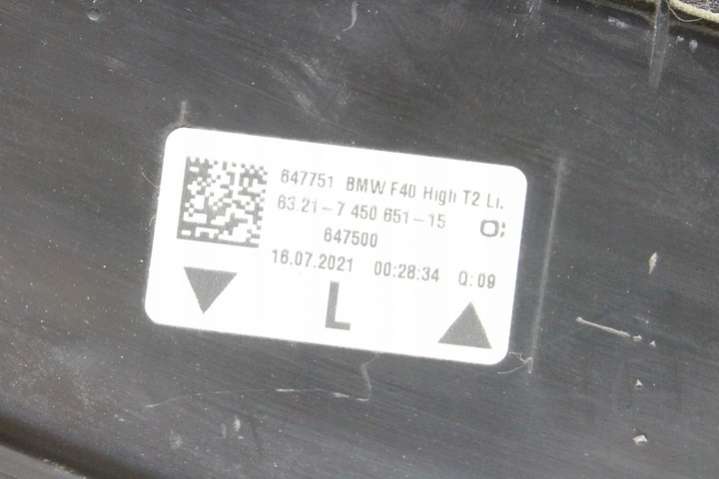 647751 BMW F40 High T2 Li.
63.21-7 450 651-15
O;
647500
16.07.2021 00:28:34 Q:09
L